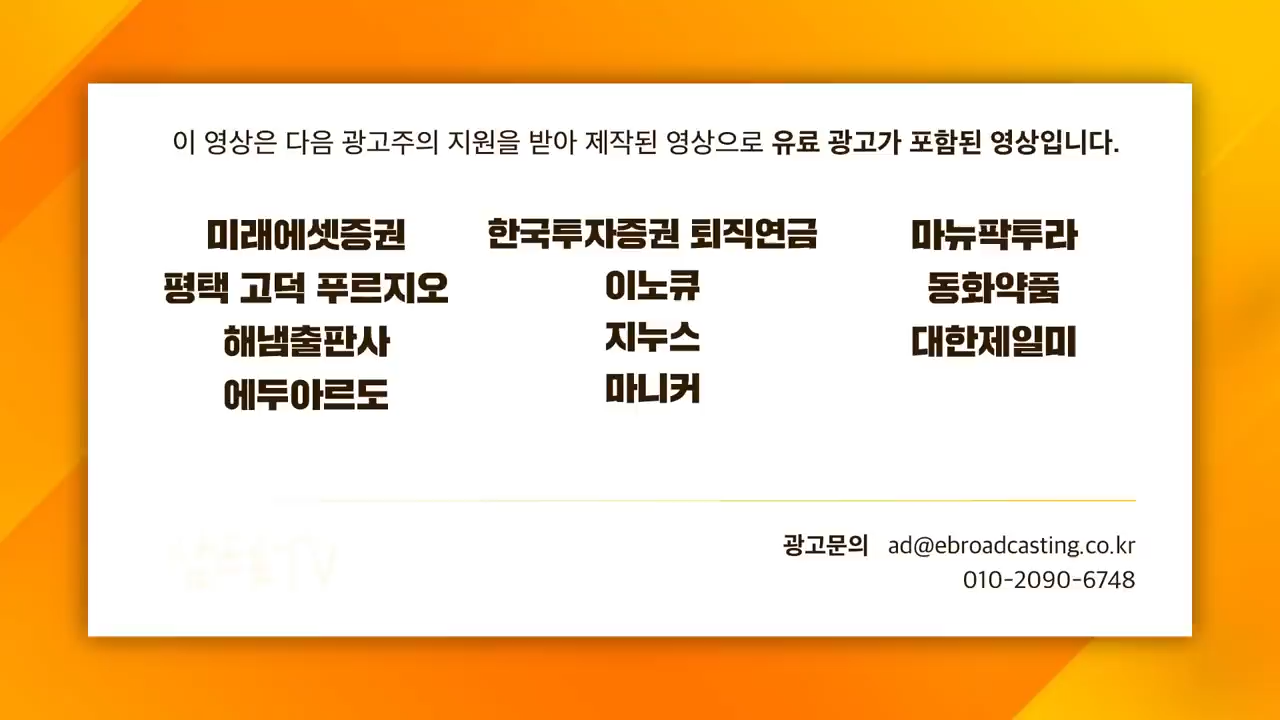 이 영상은 다음 광고주의 지원을 받아 제작된 영상으로 유료 광고가 포함된 영상입니다.
미래에셋증권
평택 고덕 푸르지오
해냄출판사
에두아르도
한국투자증권 퇴직연금
이노큐
지누스
마니커
마뉴팍투라
동화약품
대한제일미
광고문의 ad@ebroadcasting.co.kr
010-2090-6748